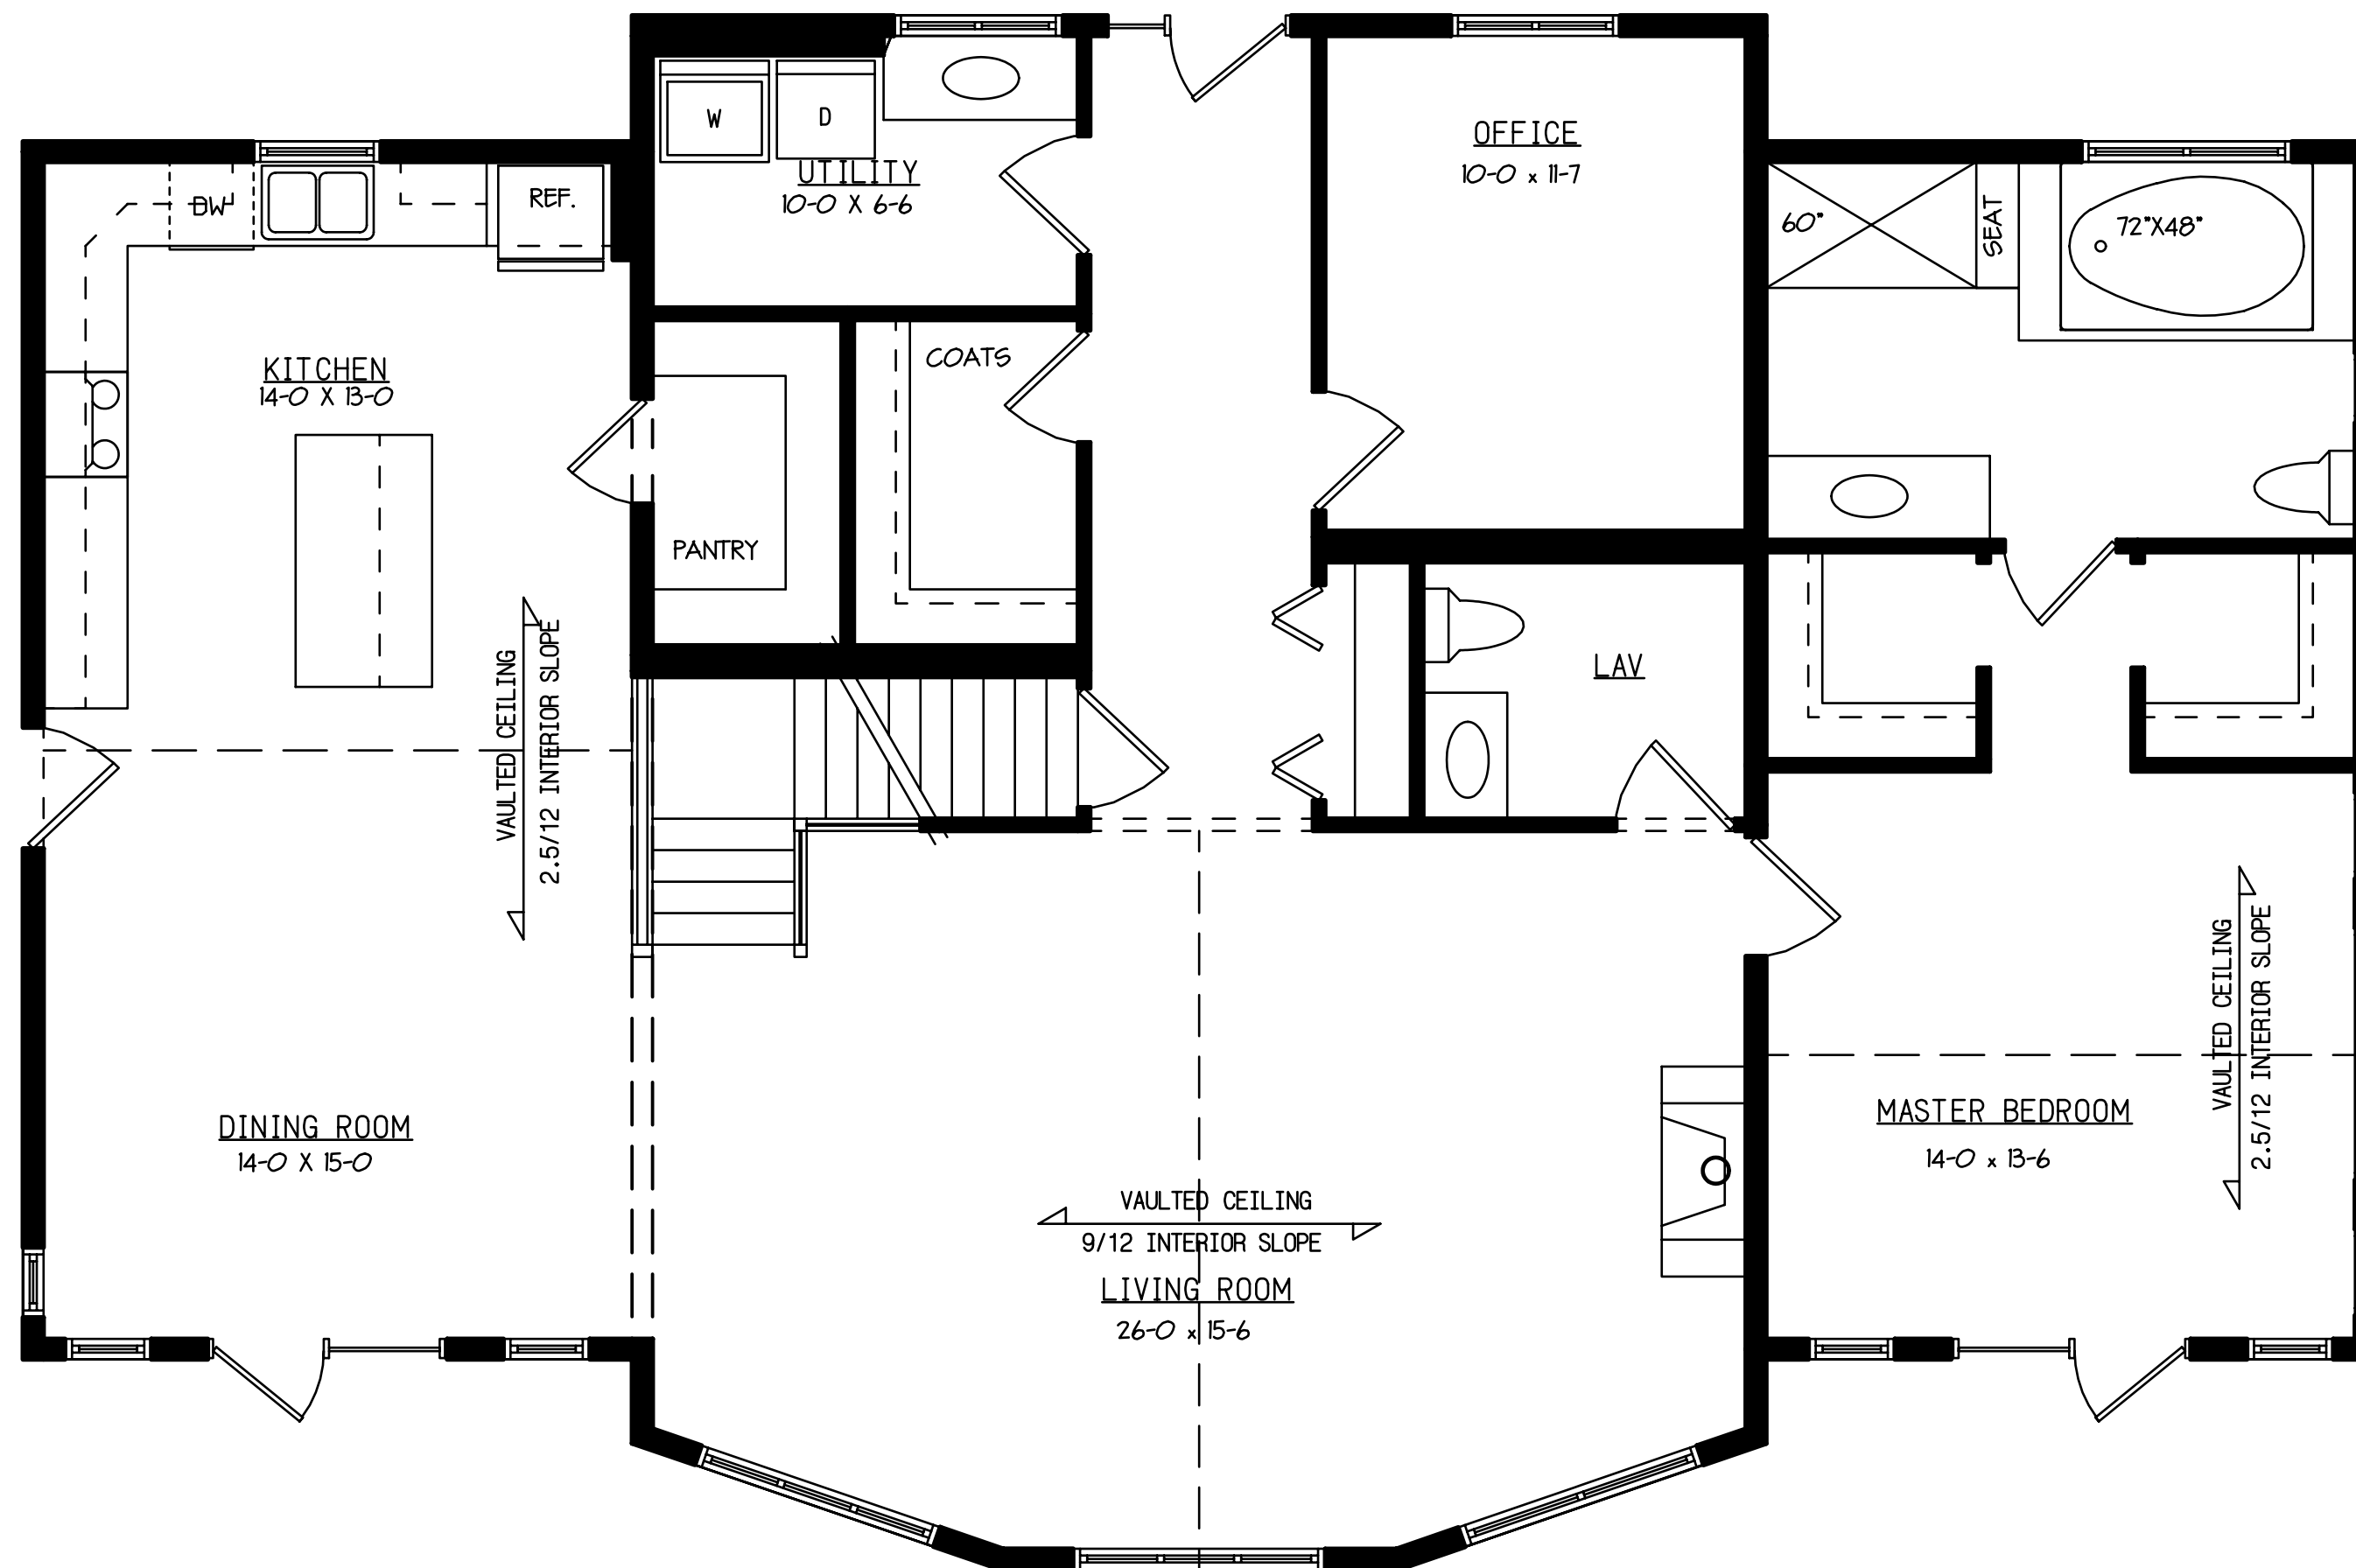 W
D
UTILITY
10-0 X 6-6
OFFICE
10-0 x 11-7
DW
REF.
60"
SEAT
72"X48"
KITCHEN
14-0 X 13-0
COATS
PANTRY
LAV
VAULTED CEILING
2.5/12 INTERIOR SLOPE
VAULTED CEILING
2.5/12 INTERIOR SLOPE
DINING ROOM
14-0 X 15-0
MASTER BEDROOM
14-0 x 13-6
VAULTED CEILING
9/12 INTERIOR SLOPE
LIVING ROOM
26-0 x 15-6